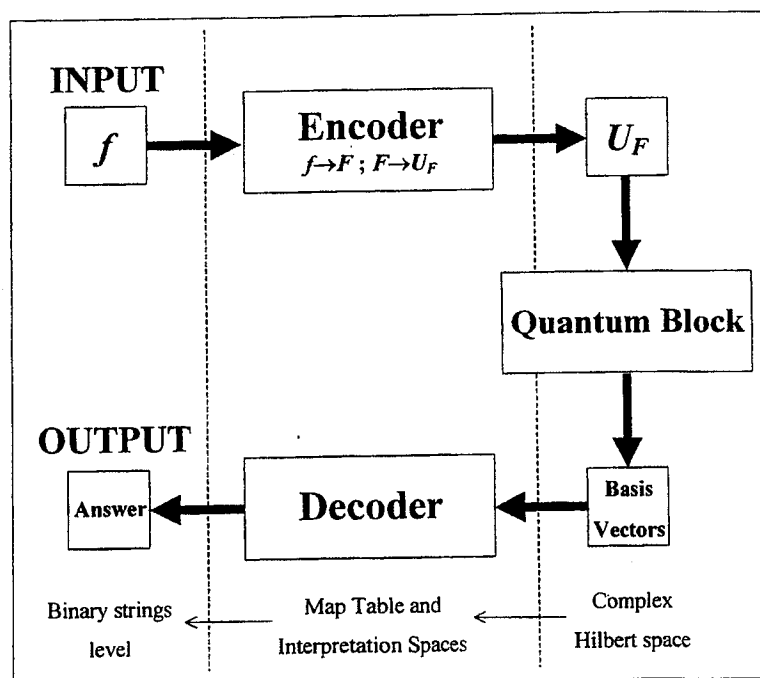 INPUT
f
Encoder
f→F ; F→U_F
U_F
Quantum Block
OUTPUT
Answer
Decoder
Basis
Vectors
Binary strings
level
Map Table and
Interpretation Spaces
Complex
Hilbert space